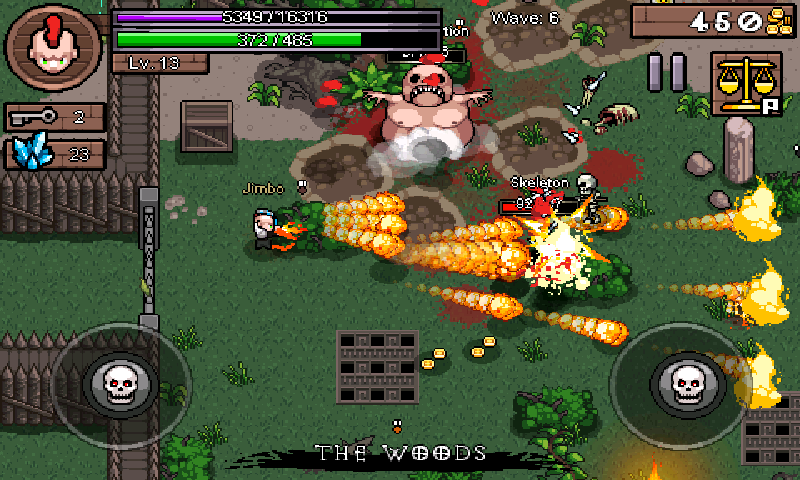 5349/16316
372/485
Lv. 13
2
23
Wave: 6
450
P
Jimbo
Skeleton
THE WOODS